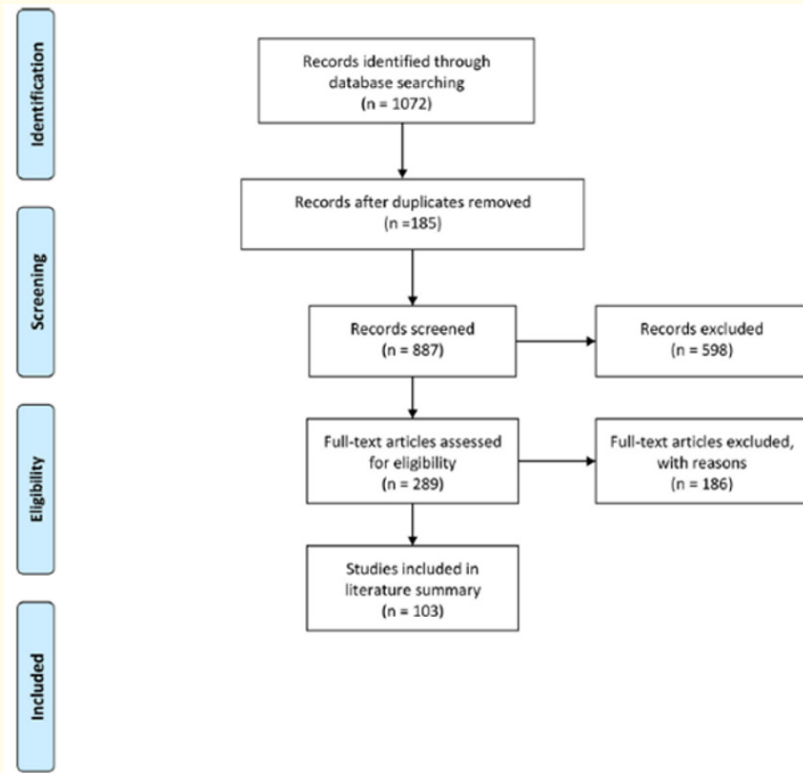 Identification
Records identified through
database searching
(n = 1072)
Records after duplicates removed
(n =185)
Screening
Records screened
(n = 887)
Records excluded
(n = 598)
Eligibility
Full-text articles assessed
for eligibility
(n = 289)
Full-text articles excluded,
with reasons
(n = 186)
Studies included in
literature summary
(n = 103)
Included